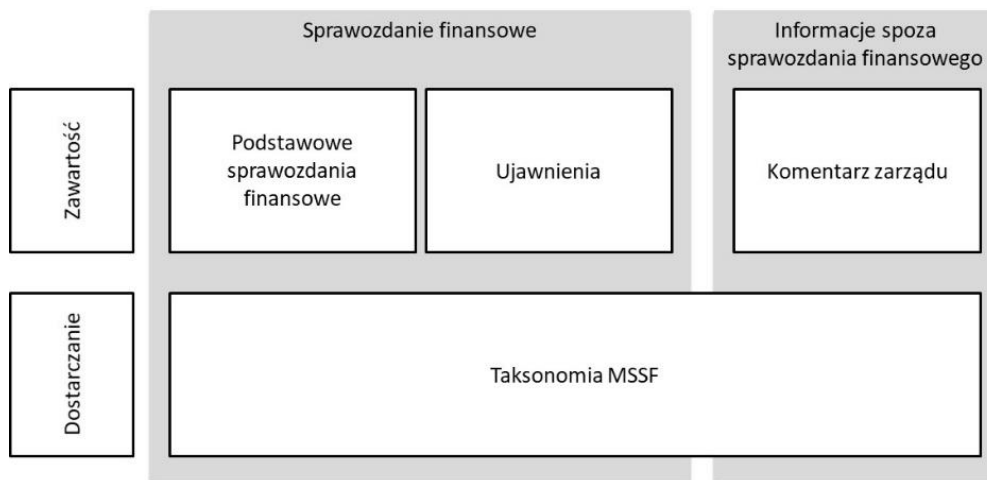 Sprawozdanie finansowe
Informacje spoza
sprawozdania finansowego
Zawartość
Podstawowe
sprawozdania
finansowe
Ujawnienia
Komentarz zarządu
Dostarczanie
Taksonomia MSSF